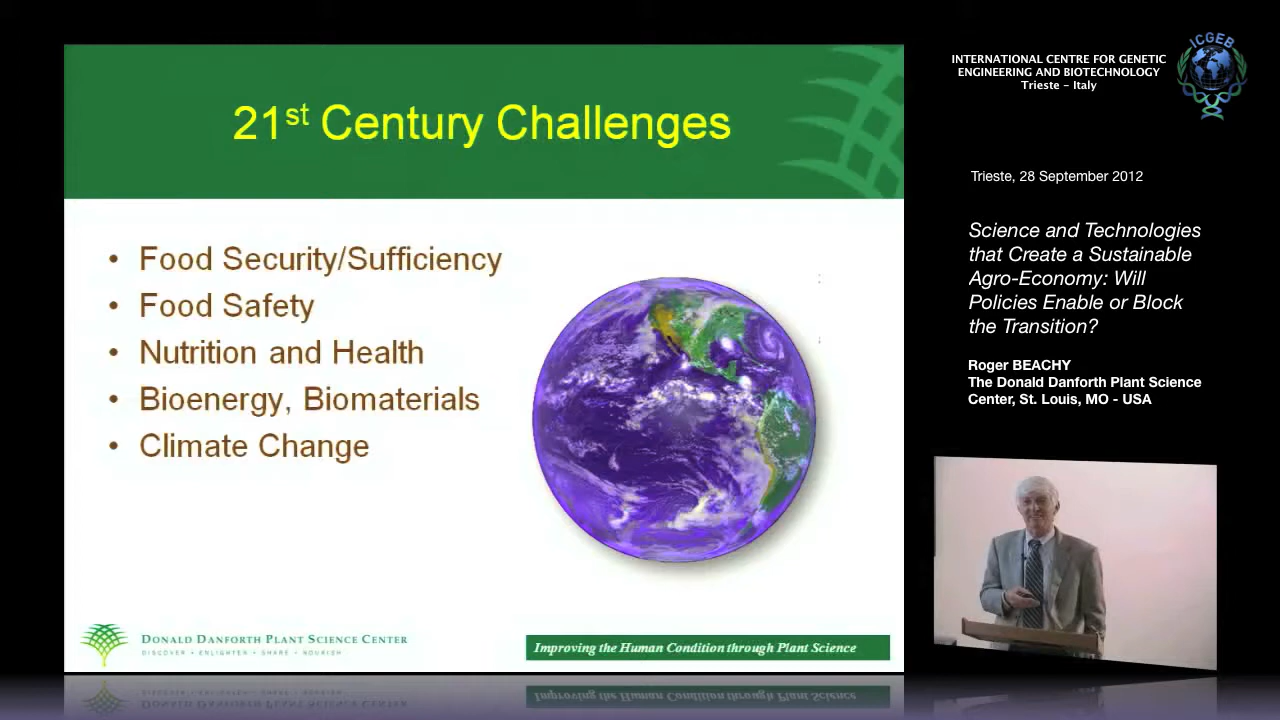 21st Century Challenges
• Food Security/Sufficiency
• Food Safety
• Nutrition and Health
• Bioenergy, Biomaterials
• Climate Change
DONALD DANFORTH PLANT SCIENCE CENTER
DISCOVER • ENLIGHTEN • SHARE • NOURISH
Improving the Human Condition through Plant Science
INTERNATIONAL CENTRE FOR GENETIC
ENGINEERING AND BIOTECHNOLOGY
Trieste - Italy
ICGEB
Trieste, 28 September 2012
Science and Technologies
that Create a Sustainable
Agro-Economy: Will
Policies Enable or Block
the Transition?
Roger BEACHY
The Donald Danforth Plant Science
Center, St. Louis, MO - USA